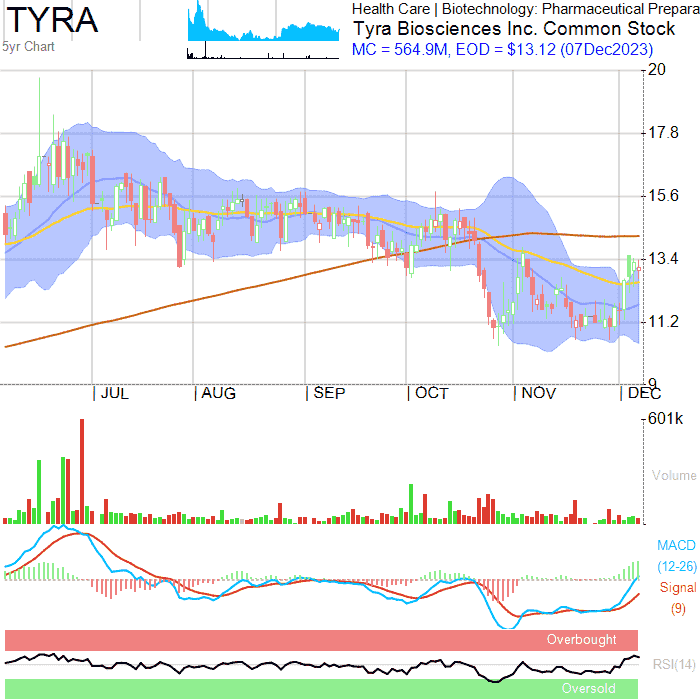 TYRA
5yr Chart
Health Care | Biotechnology: Pharmaceutical Prepara
Tyra Biosciences Inc. Common Stock
MC = 564.9M, EOD = $13.12 (07Dec2023)
20
17.8
15.6
13.4
11.2
9
JUL AUG SEP OCT NOV DEC
601k
Volume
MACD
(12-26)
Signal
(9)
Overbought
RSI(14)
Oversold